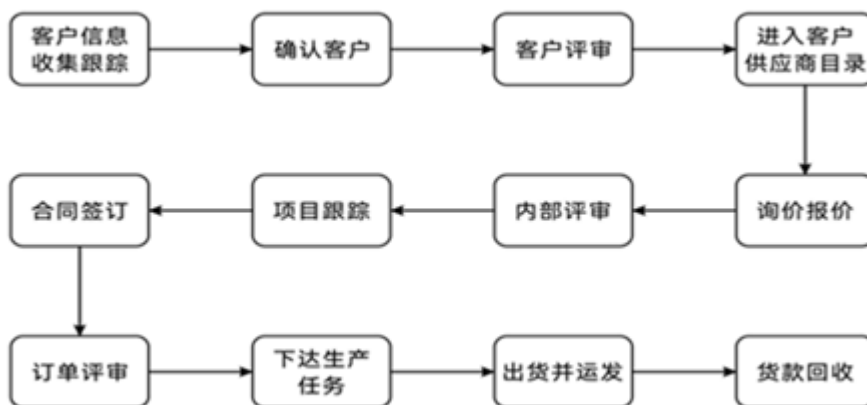 客户信息
收集跟踪
确认客户
客户评审
进入客户
供应商目录
询价报价
内部评审
项目跟踪
合同签订
订单评审
下达生产
任务
出货并运发
货款回收